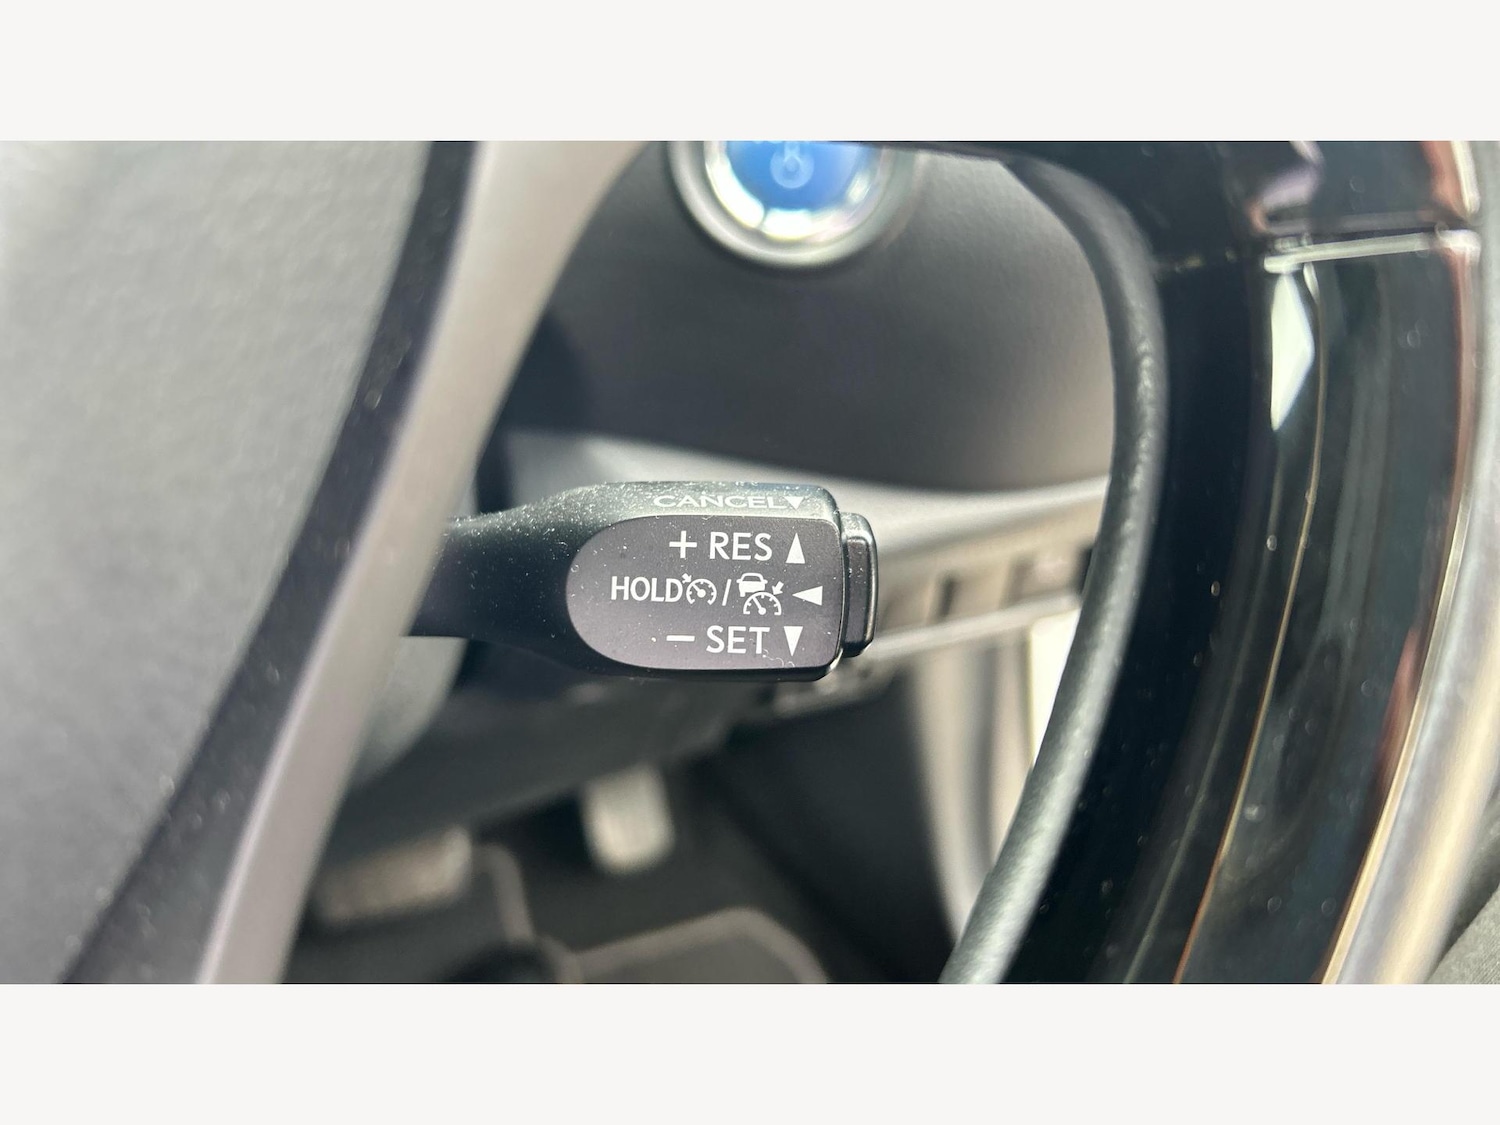 CANCEL▼
+ RES ▲
HOLD / ◀
− SET ▼